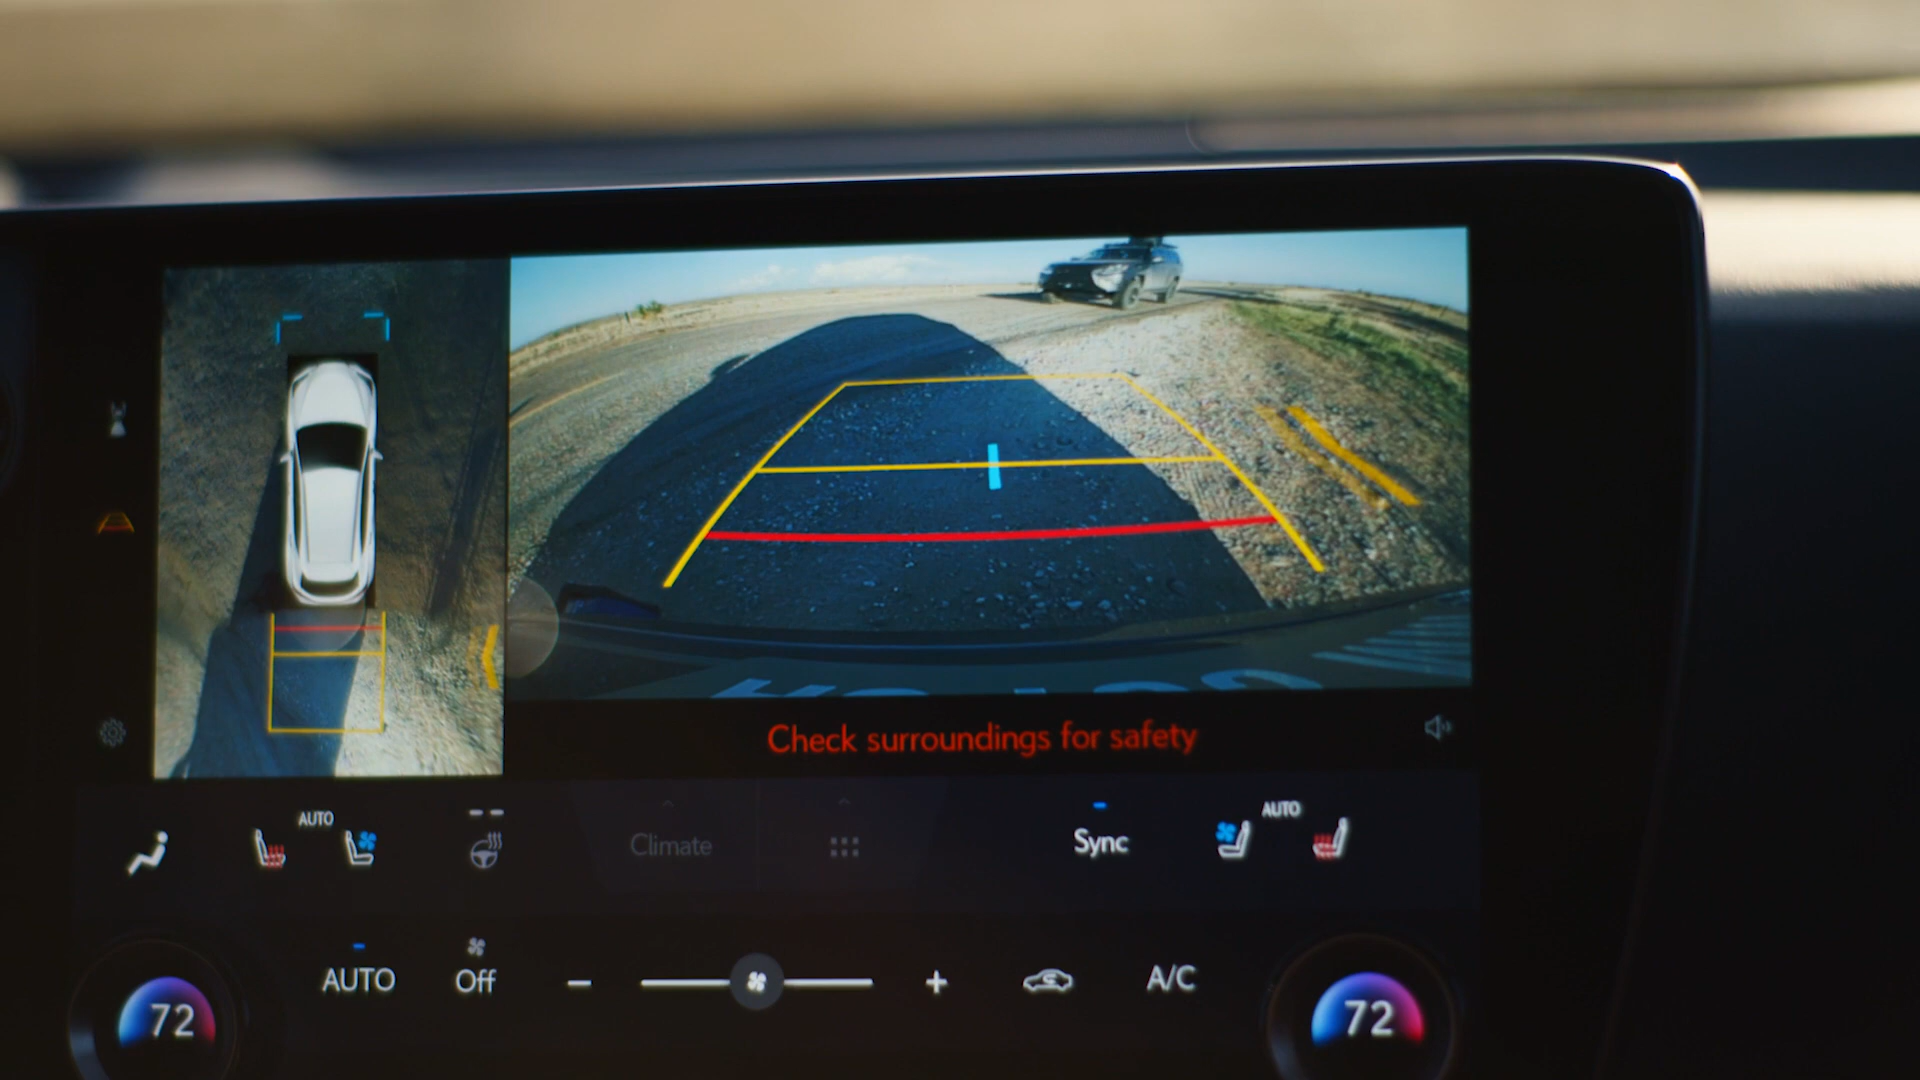 Check surroundings for safety
AUTO
Climate
Sync
AUTO
AUTO
Off
A/C
72
72